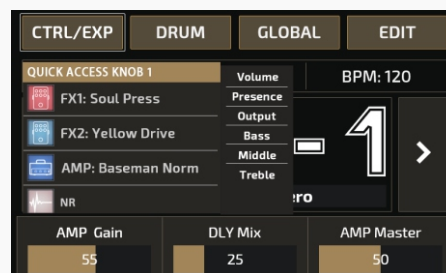 CTRL/EXP DRUM GLOBAL EDIT
QUICK ACCESS KNOB 1
FX1: Soul Press
FX2: Yellow Drive
AMP: Baseman Norm
NR
Volume
Presence
Output
Bass
Middle
Treble
BPM: 120
-1
ero
AMP Gain DLY Mix AMP Master
55 25 50